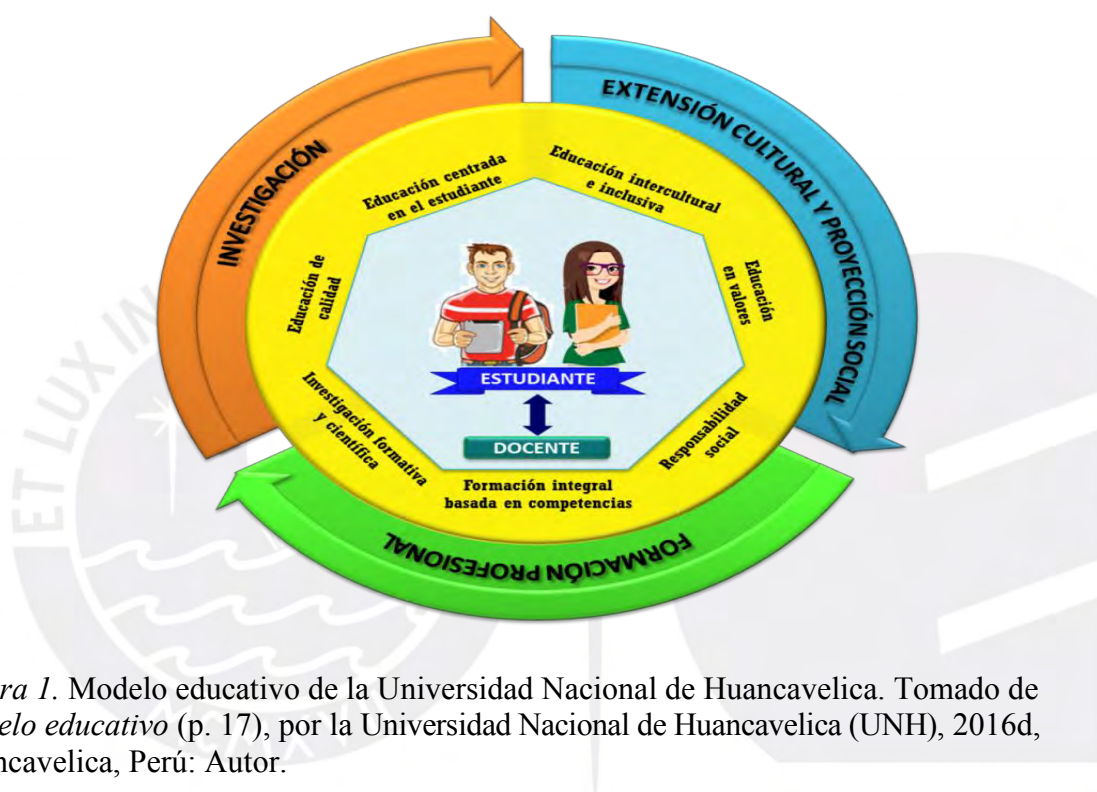 INVESTIGACIÓN
EXTENSIÓN CULTURAL Y PROYECCIÓN SOCIAL
FORMACIÓN PROFESIONAL
Educación centrada
en el estudiante
Educación intercultural
e inclusiva
Educación de
calidad
Educación
en valores
Investigación formativa
y científica
Responsabilidad
social
Formación integral
basada en competencias
ESTUDIANTE
DOCENTE
ET LUX IN
ra 1. Modelo educativo de la Universidad Nacional de Huancavelica. Tomado de
elo educativo (p. 17), por la Universidad Nacional de Huancavelica (UNH), 2016d,
ncavelica, Perú: Autor.